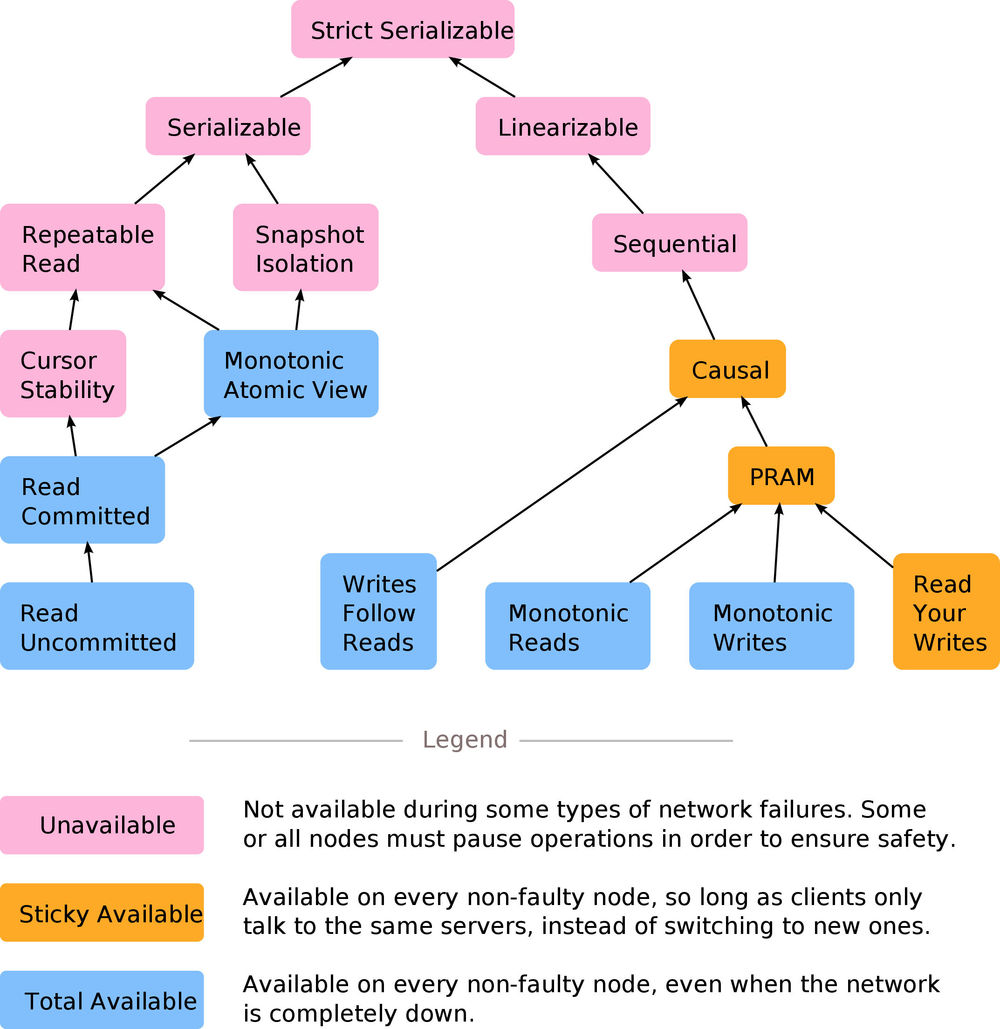 Strict Serializable
Serializable
Linearizable
Repeatable
Read
Snapshot
Isolation
Sequential
Cursor
Stability
Monotonic
Atomic View
Causal
Read
Committed
PRAM
Read
Uncommitted
Writes
Follow
Reads
Monotonic
Reads
Monotonic
Writes
Read
Your
Writes
Legend
Unavailable
Not available during some types of network failures. Some
or all nodes must pause operations in order to ensure safety.
Sticky Available
Available on every non-faulty node, so long as clients only
talk to the same servers, instead of switching to new ones.
Total Available
Available on every non-faulty node, even when the network
is completely down.